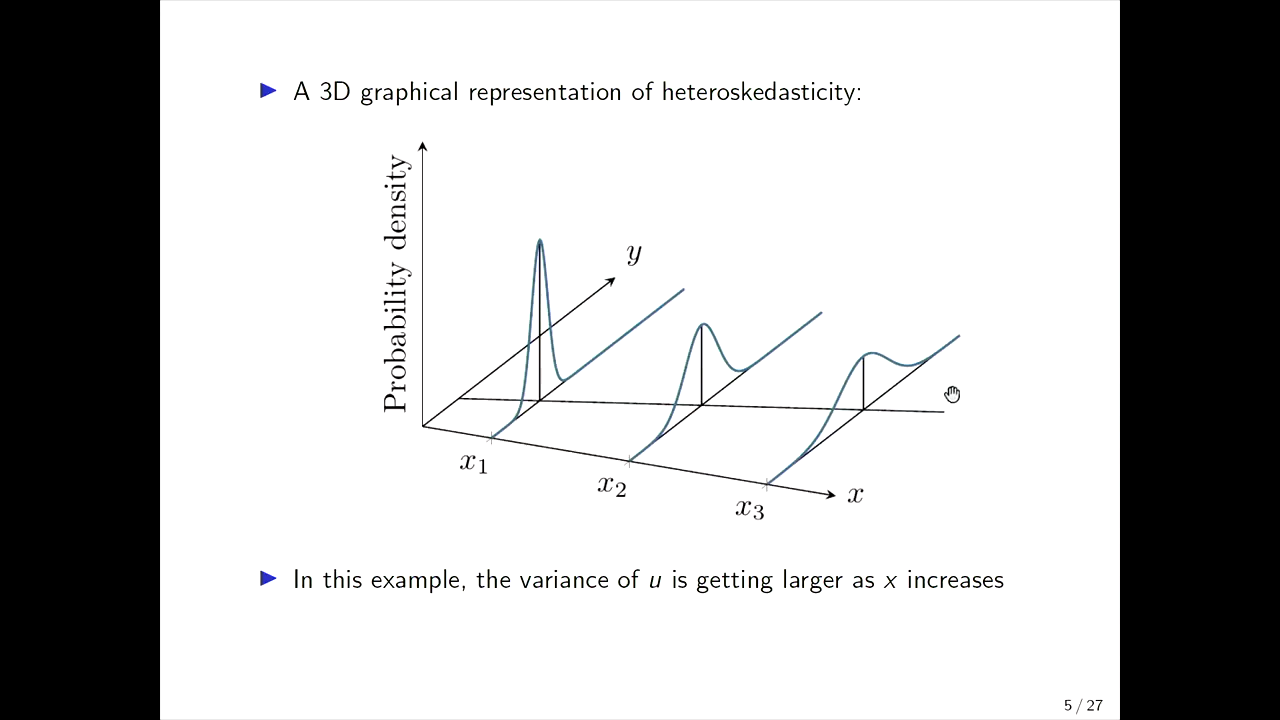 A 3D graphical representation of heteroskedasticity:
Probability density
y
x₁
x₂
x₃
x
In this example, the variance of u is getting larger as x increases
5 / 27